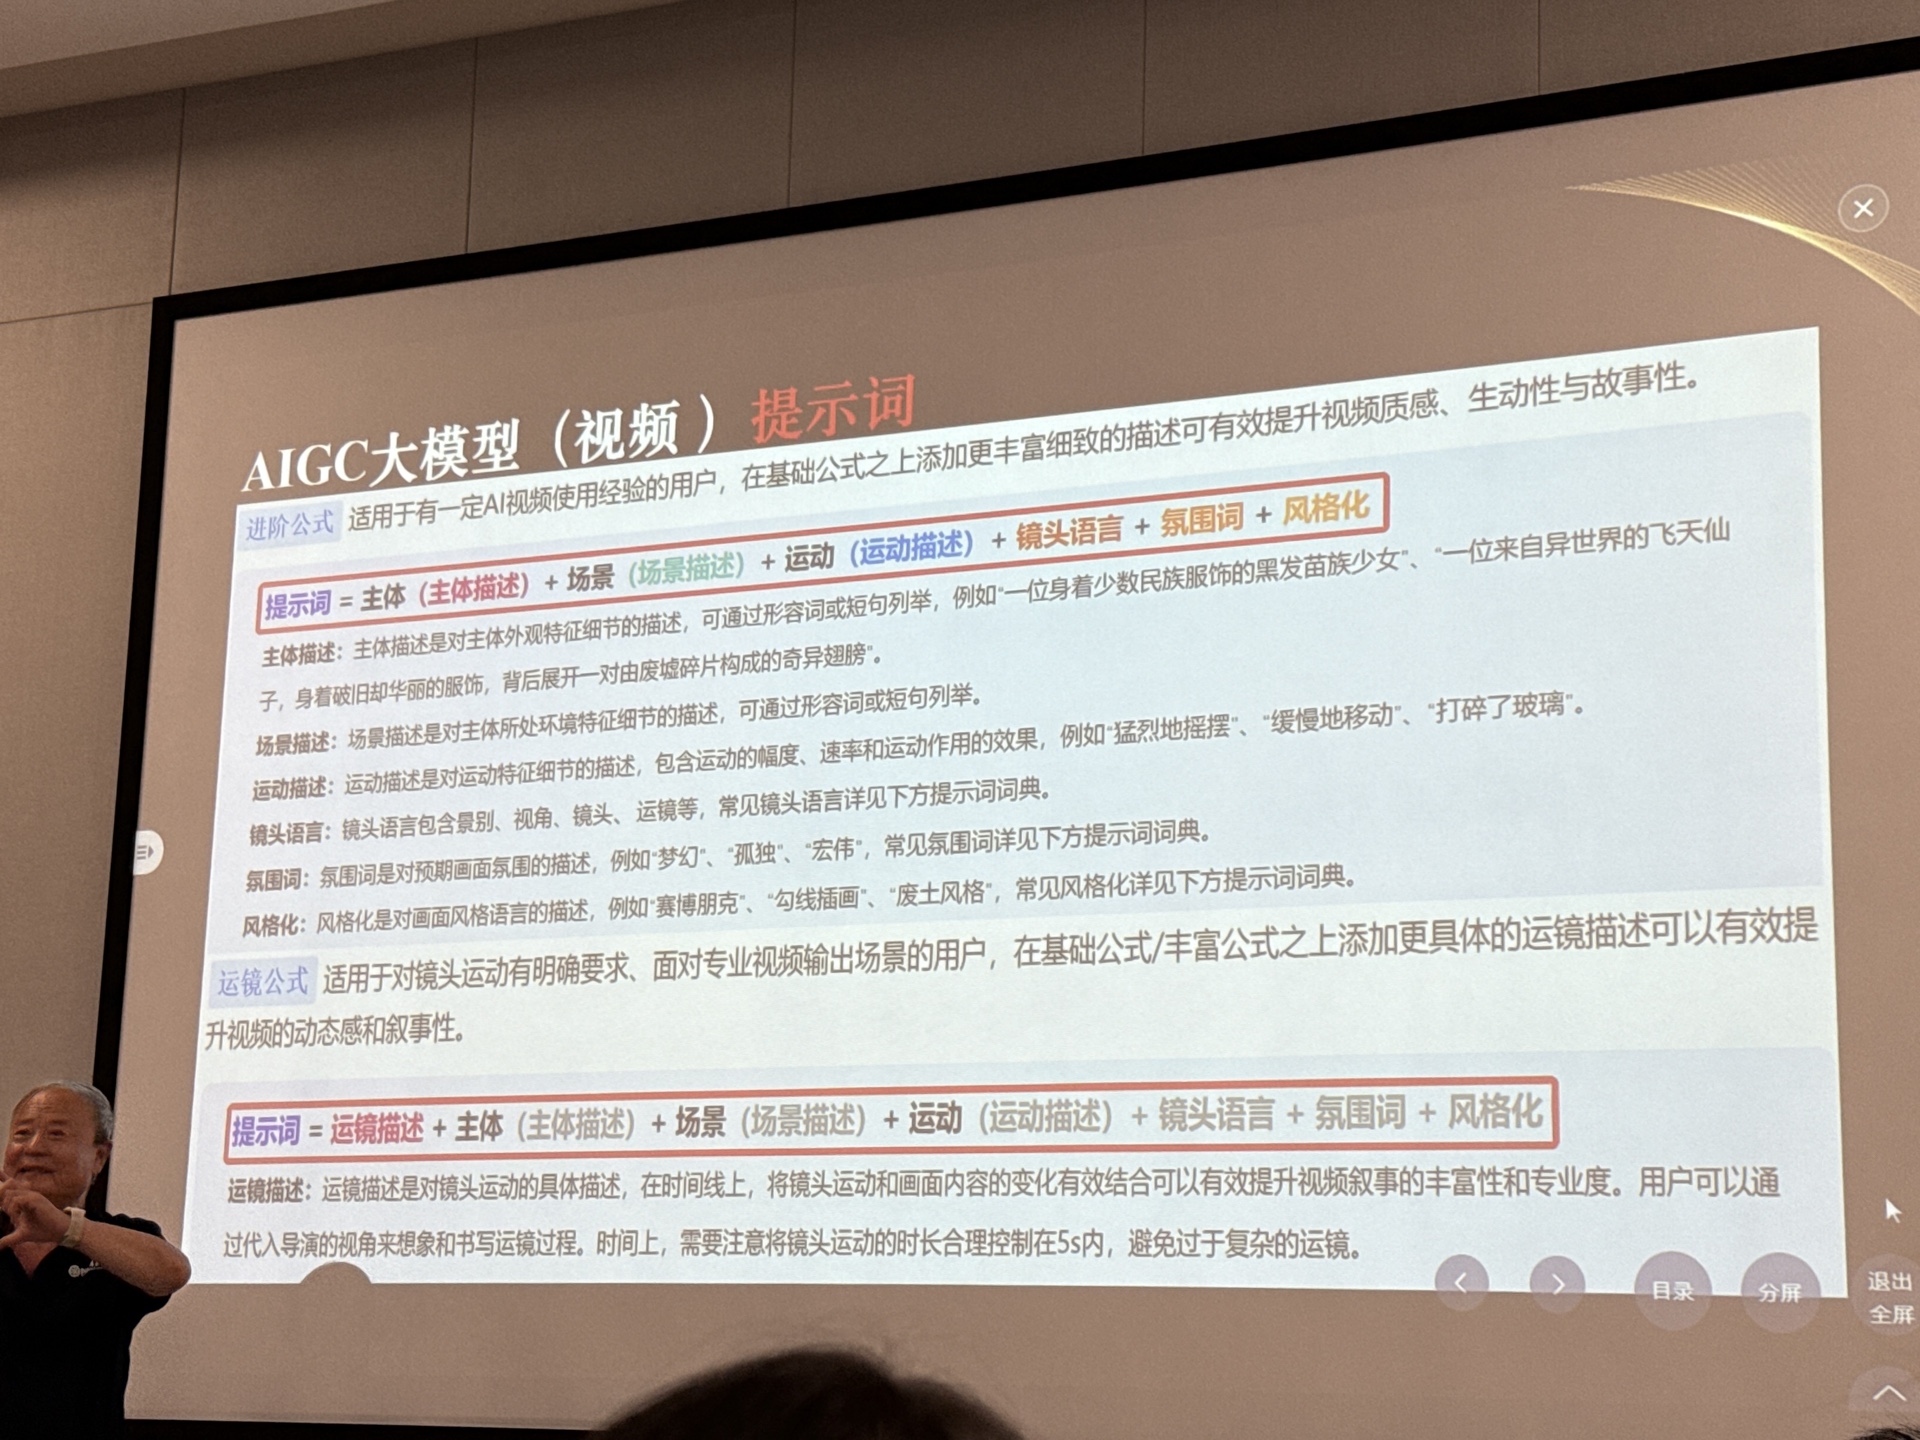 AIGC大模型（视频）提示词
进阶公式 适用于有一定AI视频使用经验的用户，在基础公式之上添加更丰富细致的描述可有效提升视频质感、生动性与故事性。
提示词 = 主体（主体描述）+ 场景（场景描述）+ 运动（运动描述）+ 镜头语言 + 氛围词 + 风格化
主体描述：主体描述是对主体外观特征细节的描述，可通过形容词或短句列举，例如“一位身着少数民族服饰的黑发苗族少女”、“一位来自异世界的飞天仙
子，身着破旧却华丽的服饰，背后展开一对由废墟碎片构成的奇异翅膀”。
场景描述：场景描述是对主体所处环境特征细节的描述，可通过形容词或短句列举。
运动描述：运动描述是对运动特征细节的描述，包含运动的幅度、速率和运动作用的效果，例如“猛烈地摇摆”、“缓慢地移动”、“打碎了玻璃”。
镜头语言：镜头语言包含景别、视角、镜头、运镜等，常见镜头语言详见下方提示词词典。
氛围词：氛围词是对预期画面氛围的描述，例如“梦幻”、“孤独”、“宏伟”，常见氛围词详见下方提示词词典。
风格化：风格化是对画面风格语言的描述，例如“赛博朋克”、“勾线插画”、“废土风格”，常见风格化详见下方提示词词典。
运镜公式 适用于对镜头运动有明确要求、面对专业视频输出场景的用户，在基础公式/丰富公式之上添加更具体的运镜描述可以有效提
升视频的动态感和叙事性。
提示词 = 运镜描述 + 主体（主体描述）+ 场景（场景描述）+ 运动（运动描述）+ 镜头语言 + 氛围词 + 风格化
运镜描述：运镜描述是对镜头运动的具体描述，在时间线上，将镜头运动和画面内容的变化有效结合可以有效提升视频叙事的丰富性和专业度。用户可以通
过代入导演的视角来想象和书写运镜过程。时间上，需要注意将镜头运动的时长合理控制在5s内，避免过于复杂的运镜。
目录
分屏
退出
全屏